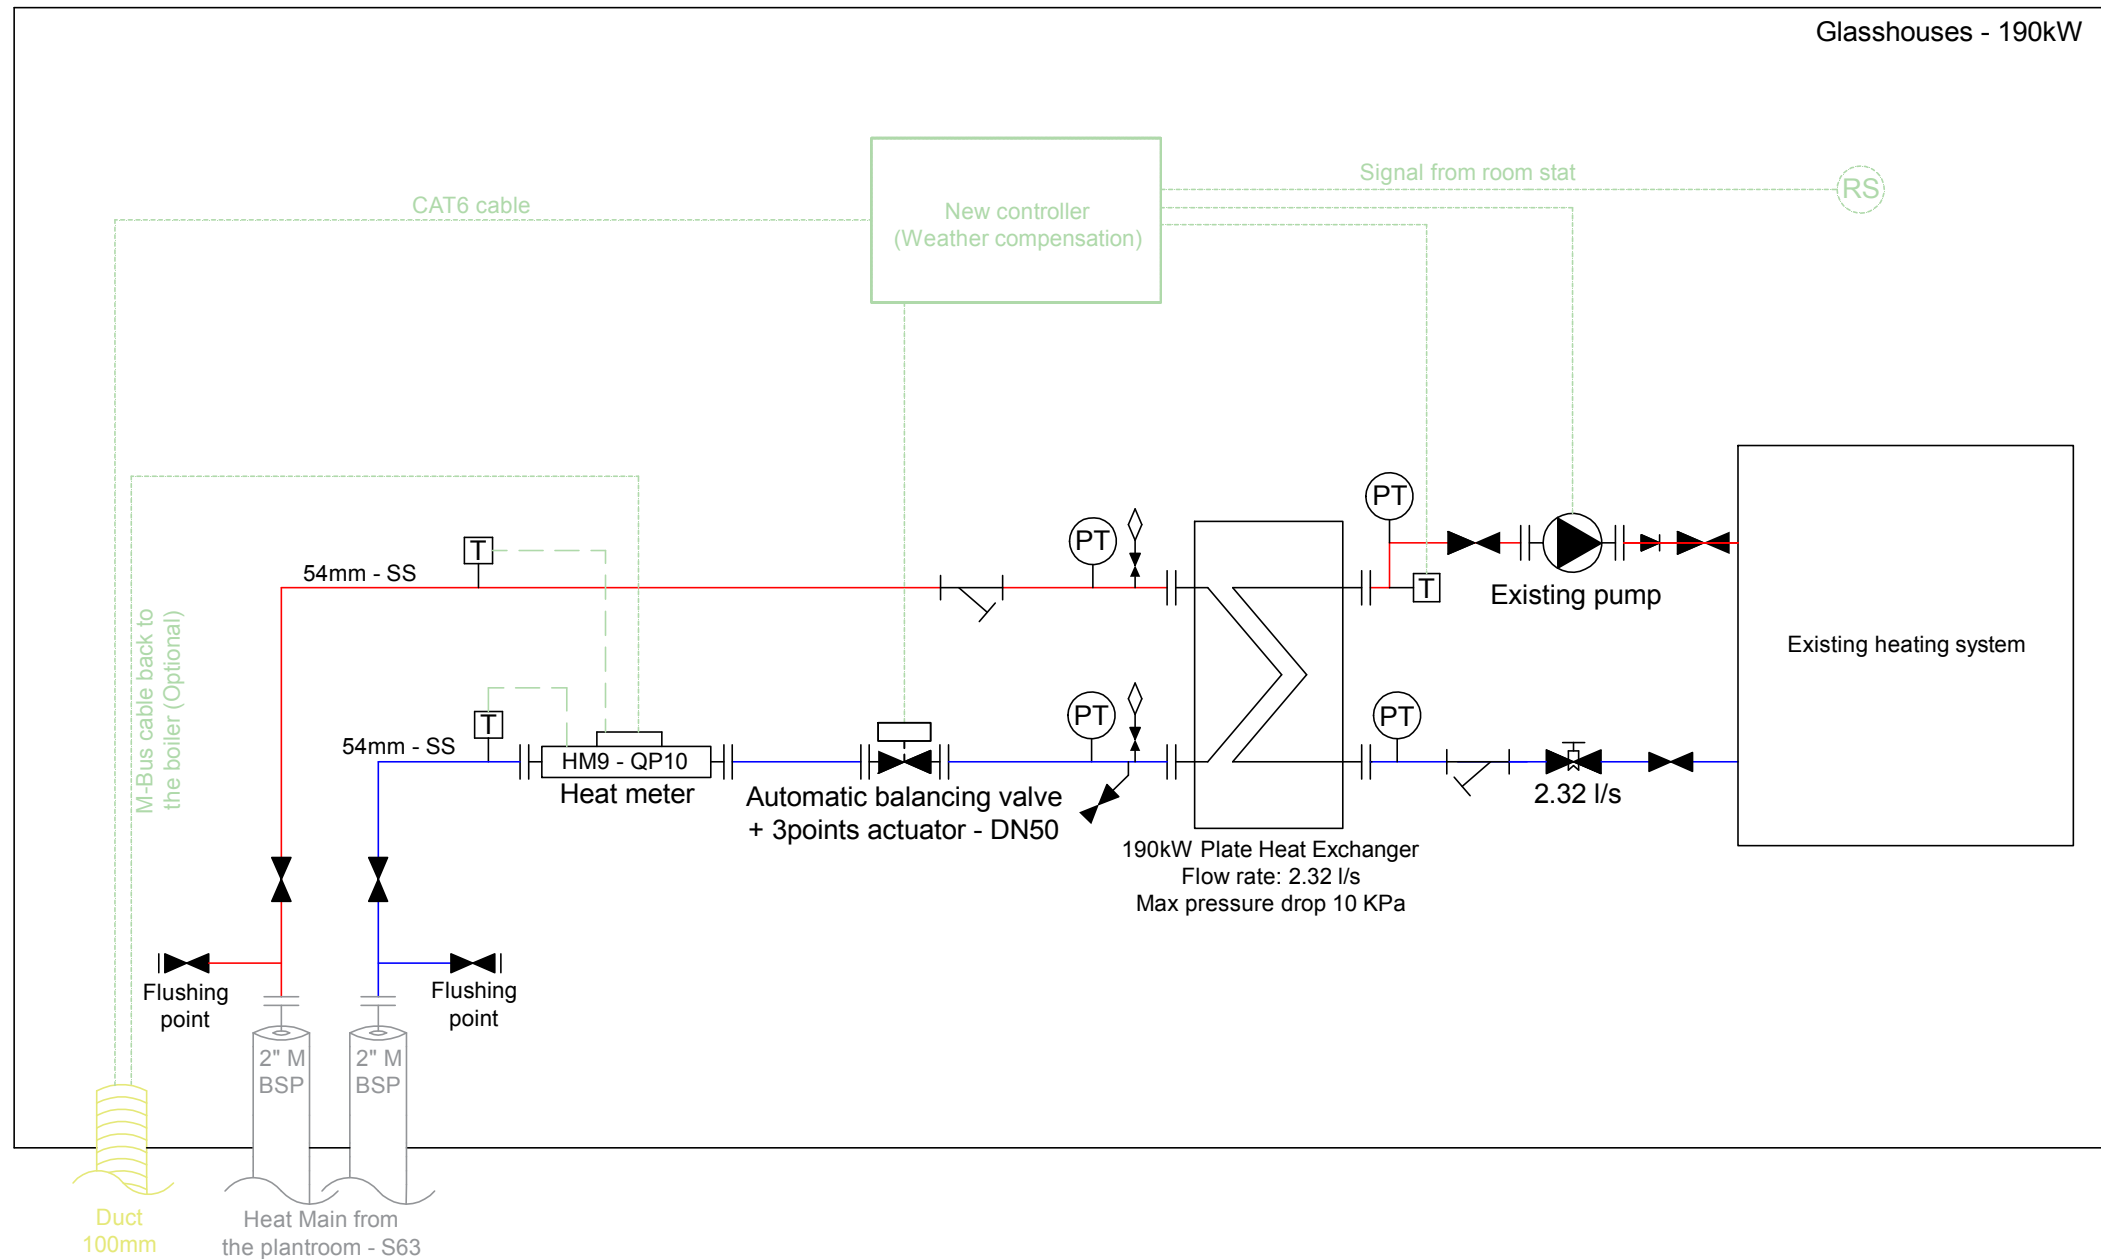 Glasshouses - 190kW
Signal from room stat
RS
CAT6 cable
New controller
(Weather compensation)
PT
PT
T
54mm - SS
T
Existing pump
Existing heating system
M-Bus cable back to
the boiler (Optional)
T
54mm - SS
HM9 - QP10
Heat meter
PT
PT
Automatic balancing valve
+ 3points actuator - DN50
2.32 l/s
190kW Plate Heat Exchanger
Flow rate: 2.32 l/s
Max pressure drop 10 KPa
Flushing
point
Flushing
point
2" M
BSP
2" M
BSP
Duct
100mm
Heat Main from
the plantroom - S63